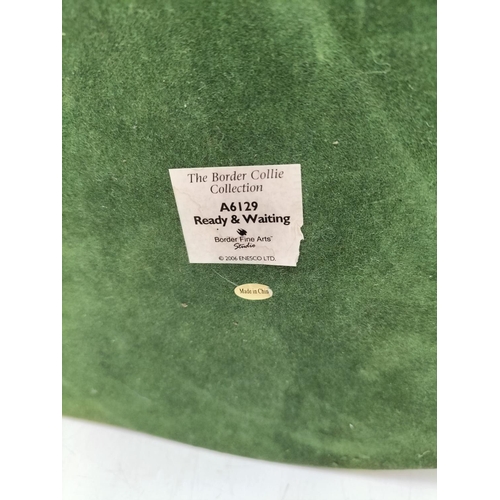 The Border Collie
Collection
A6129
Ready & Waiting
Border Fine Arts
Studio
© 2006 ENESCO LTD.
Made in China